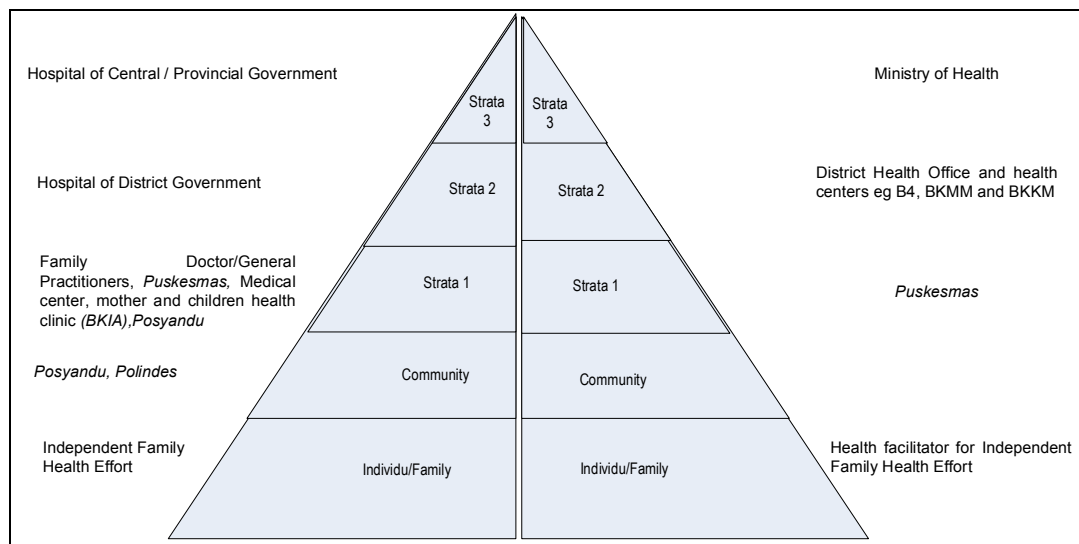 Hospital of Central / Provincial Government
Strata
3
Strata
3
Ministry of Health
Hospital of District Government
Strata 2
Strata 2
District Health Office and health
centers eg B4, BKMM and BKKM
Family Doctor/General
Practitioners, Puskesmas, Medical
center, mother and children health
clinic (BKIA),Posyandu
Strata 1
Strata 1
Puskesmas
Posyandu, Polindes
Community
Community
Independent Family
Health Effort
Individu/Family
Individu/Family
Health facilitator for Independent
Family Health Effort